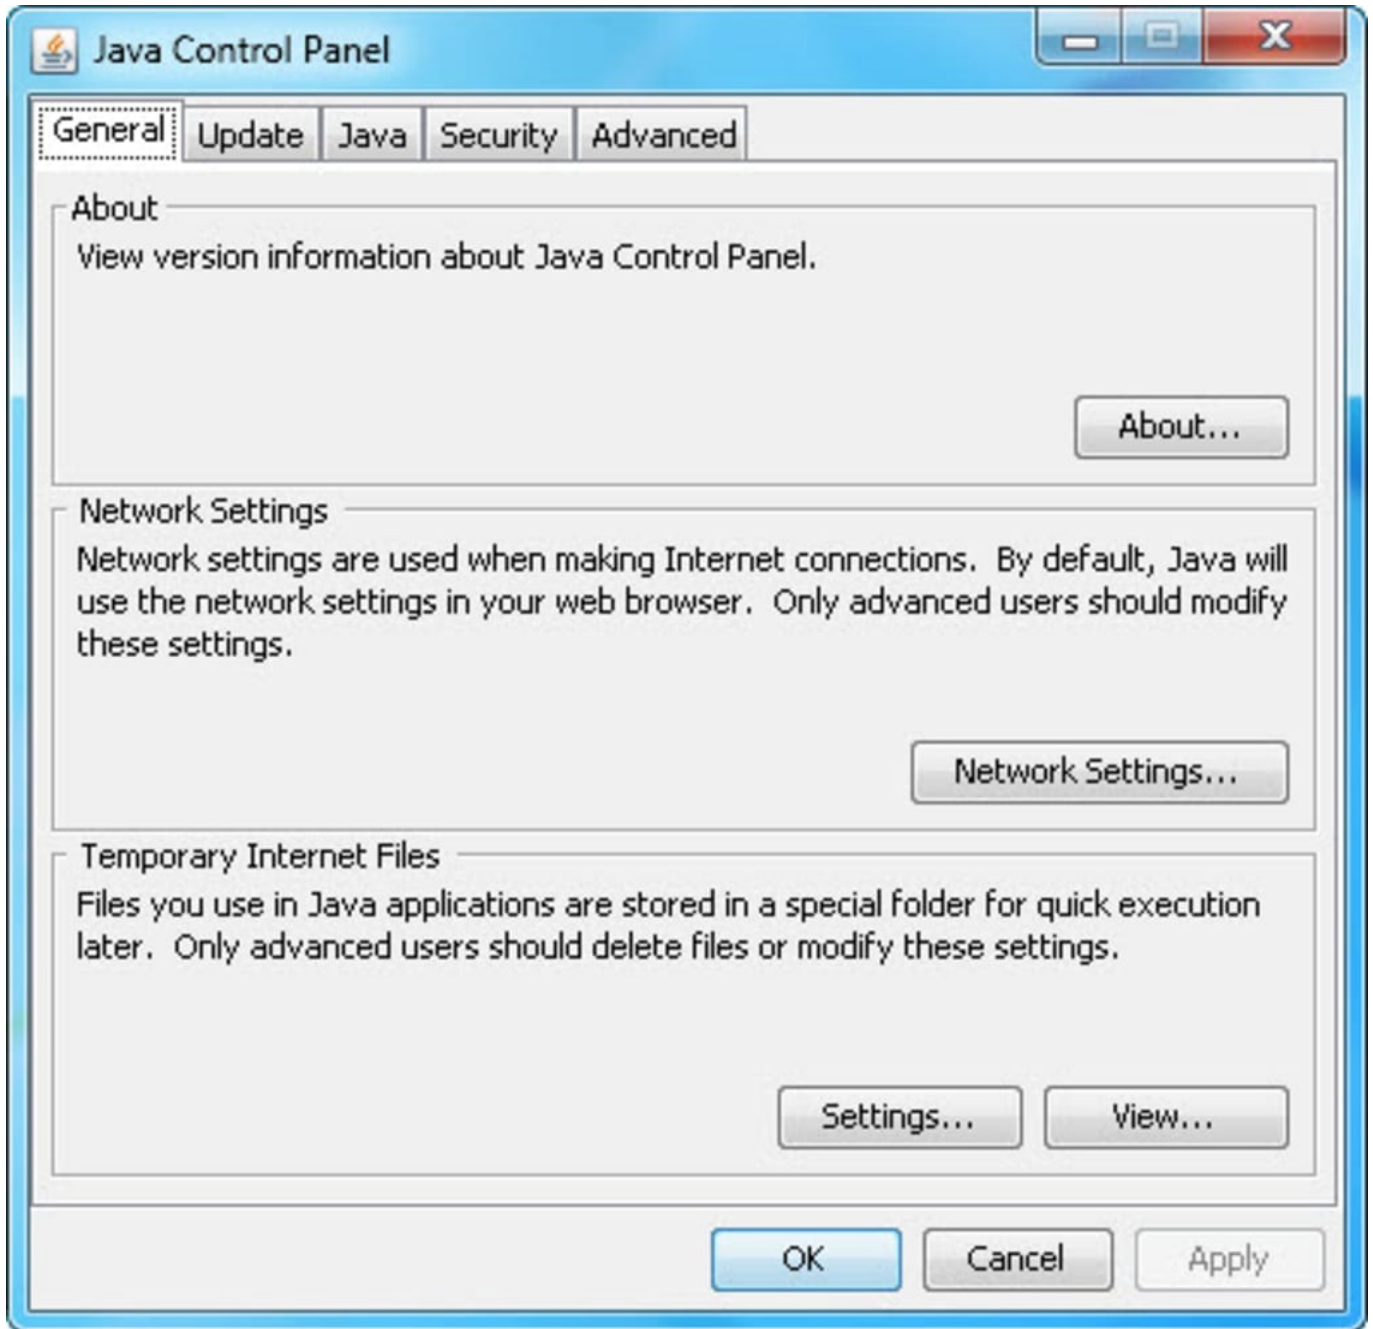 Java Control Panel
General
Update
Java
Security
Advanced
About
View version information about Java Control Panel.
About...
Network Settings
Network settings are used when making Internet connections.  By default, Java will
use the network settings in your web browser.  Only advanced users should modify
these settings.
Network Settings...
Temporary Internet Files
Files you use in Java applications are stored in a special folder for quick execution
later.  Only advanced users should delete files or modify these settings.
Settings...
View...
OK
Cancel
Apply